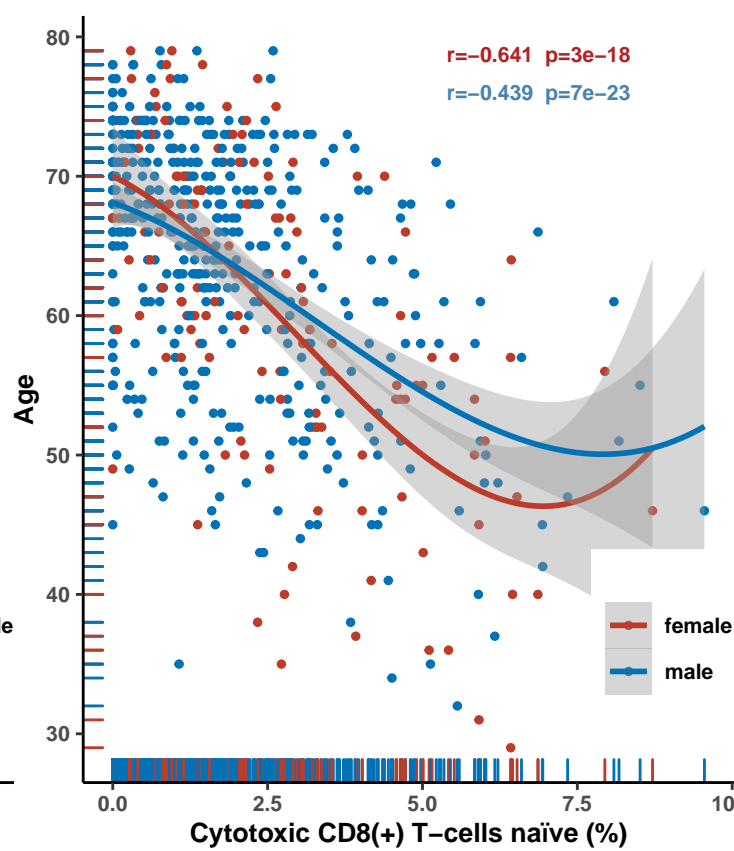 r=−0.641 p=3e−18
r=−0.439 p=7e−23
80
70
60
50
40
30
Age
le
female
male
0.0 2.5 5.0 7.5 10
Cytotoxic CD8(+) T−cells naïve (%)